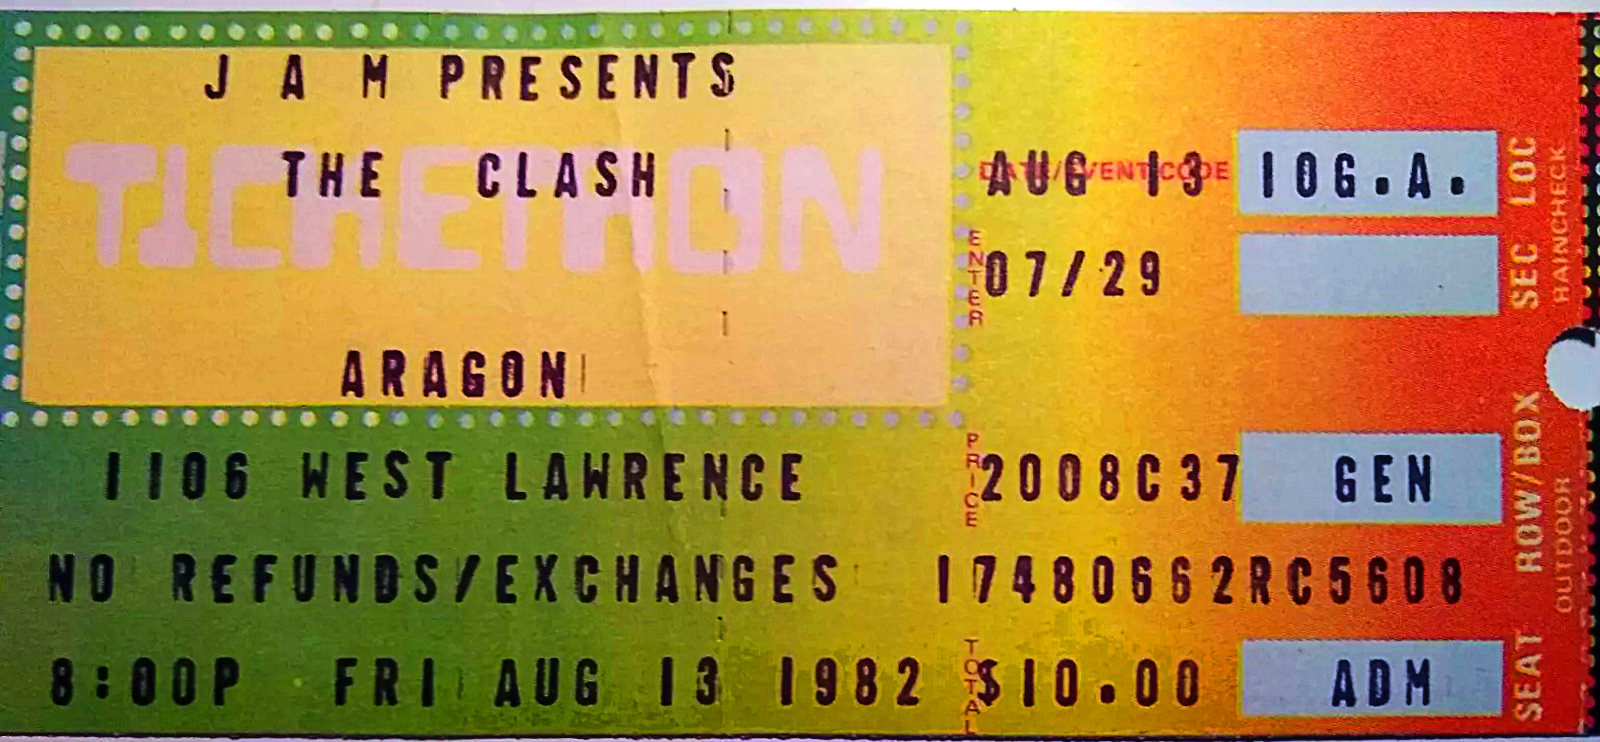 J A M PRESENTS
TICKETRON
THE CLASH
ARAGON
1106 WEST LAWRENCE
NO REFUNDS/EXCHANGES
8:00P FRI AUG 13 1982
DATE/EVENT CODE
AUG 13
ENTER
07/29
PRICE
2008C37
17480662RC5608
TOTAL
$10.00
10G.A.
GEN
ADM
SEC LOC
ROW/BOX
SEAT
RAINCHECK
OUTDOOR